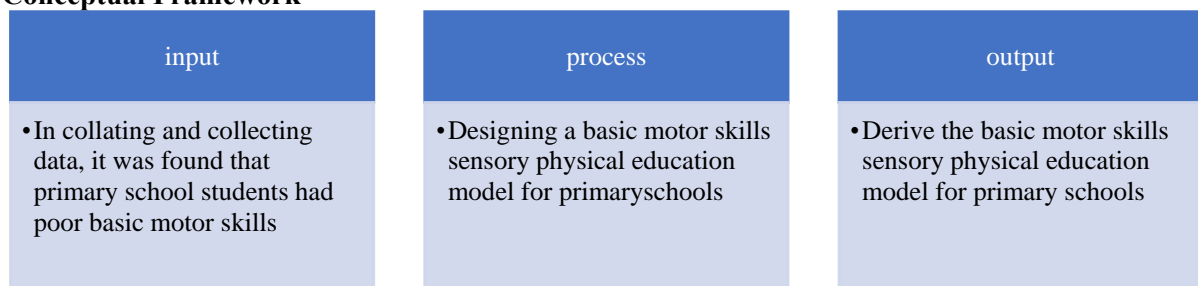 Conceptual Framework
input
•In collating and collecting
data, it was found that
primary school students had
poor basic motor skills
process
•Designing a basic motor skills
sensory physical education
model for primaryschools
output
•Derive the basic motor skills
sensory physical education
model for primary schools